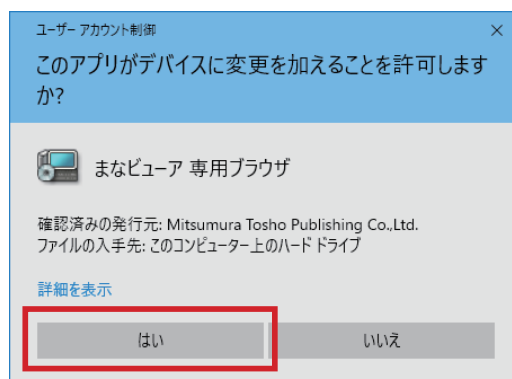 ユーザー アカウント制御
このアプリがデバイスに変更を加えることを許可します
か?
まなビューア 専用ブラウザ
確認済みの発行元: Mitsumura Tosho Publishing Co.,Ltd.
ファイルの入手先: このコンピューター上のハード ドライブ
詳細を表示
はい
いいえ